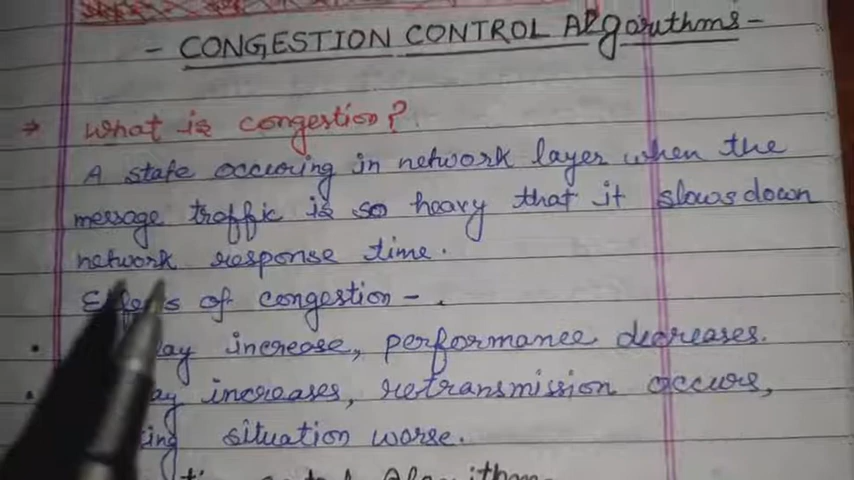 - CONGESTION CONTROL Algorithms -
→ What is congestion?
A state occuring in network layer when the
message traffic is so heavy that it slows down
network response time.
of congestion -
increase, performance decreases.
increases, retransmission occurs,
situation worse.